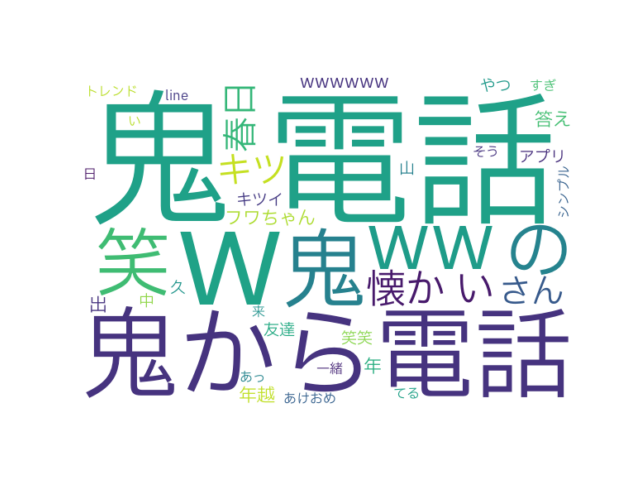 wwwwww
やつ
すぎ
トレンド
line
鬼
電話
春日
答え
い
キツ
そう
アプリ
日
山
シンプル
キツイ
フワちゃん
笑
w
鬼
ww
の
懐か
い
さん
久
中
出
来
鬼から電話
友達
笑笑
一緒
年
あっ
年越
あけおめ
てる